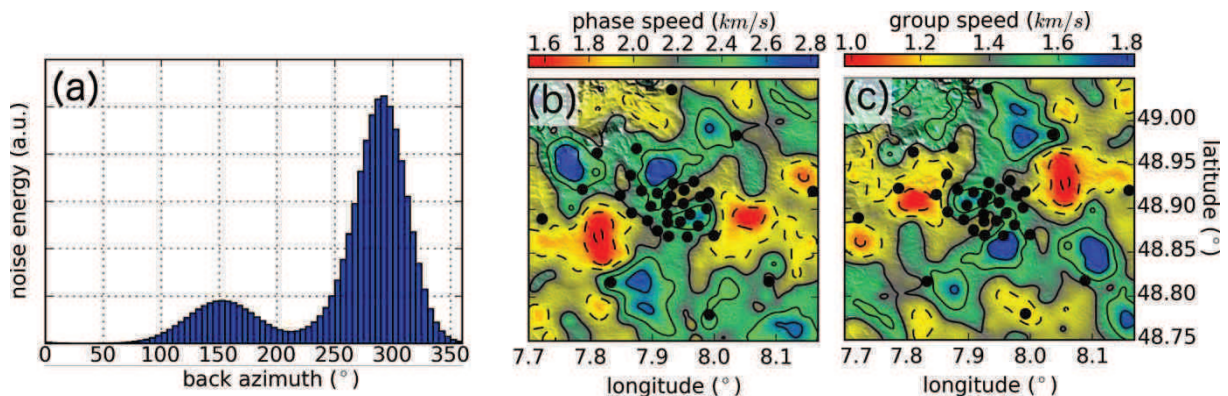 (a)
noise energy (a.u.)
0 50 100 150 200 250 300 350
back azimuth (°)
phase speed (km/s)
1.6 1.8 2.0 2.2 2.4 2.6 2.8
(b)
7.7 7.8 7.9 8.0 8.1
longitude (°)
group speed (km/s)
1.0 1.2 1.4 1.6 1.8
(c)
49.00
48.95
48.90
48.85
48.80
48.75
latitude (°)
7.7 7.8 7.9 8.0 8.1
longitude (°)